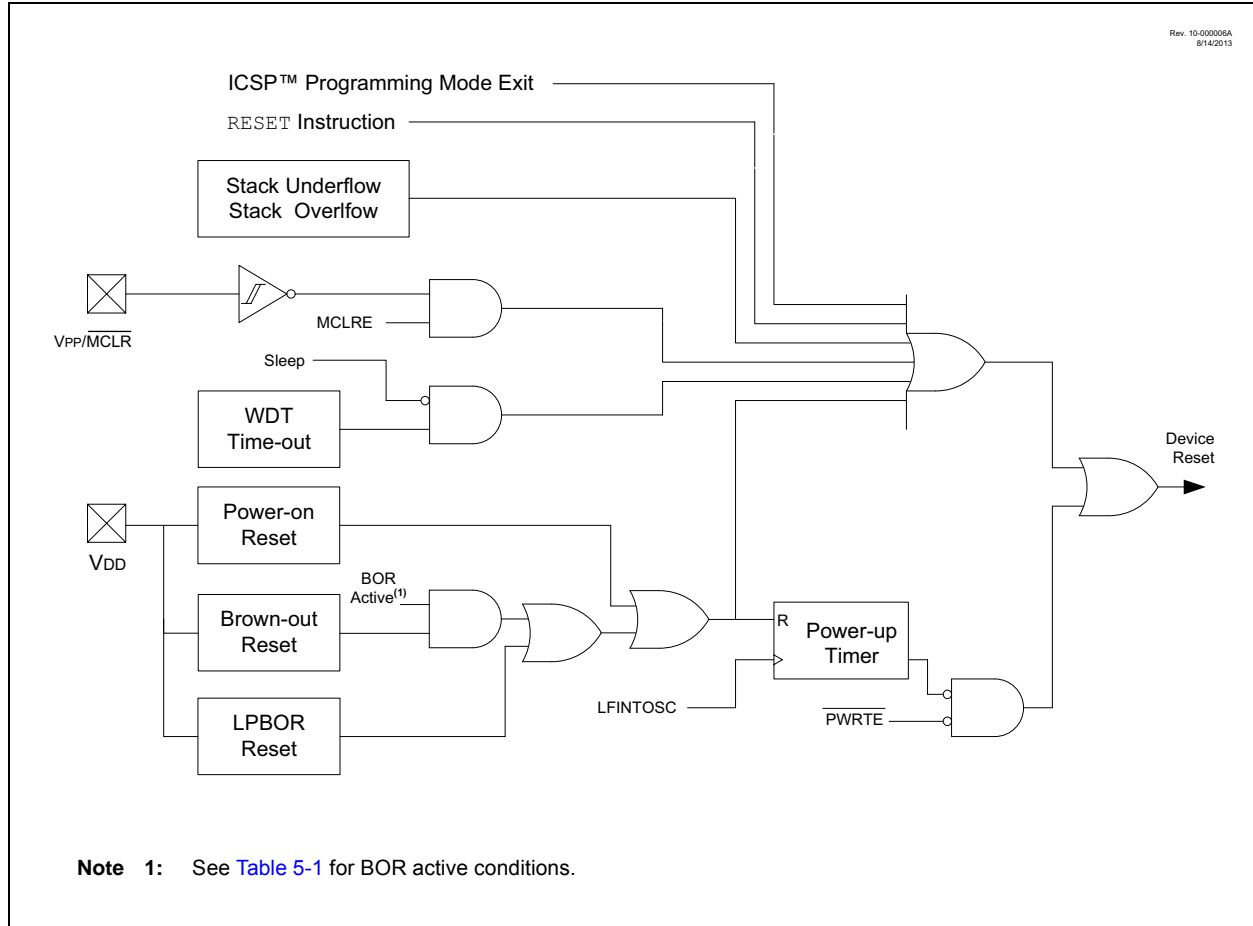 Rev. 10-000006A
8/14/2013
ICSP™ Programming Mode Exit
RESET Instruction
Stack Underflow
Stack Overlfow
VPP/MCLR
MCLRE
Sleep
WDT
Time-out
Device
Reset
VDD
Power-on
Reset
BOR
Active(1)
Brown-out
Reset
R
Power-up
Timer
LFINTOSC
PWRTE
LPBOR
Reset
Note 1: See Table 5-1 for BOR active conditions.